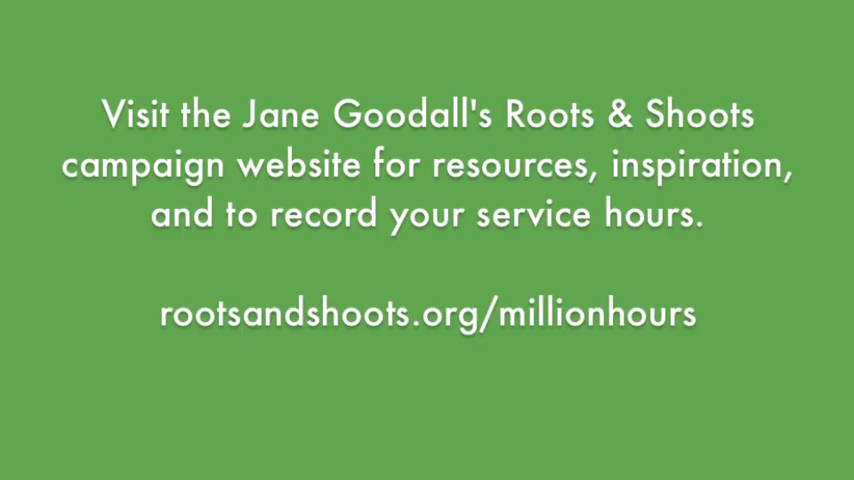 Visit the Jane Goodall's Roots & Shoots
campaign website for resources, inspiration,
and to record your service hours.
rootsandshoots.org/millionhours